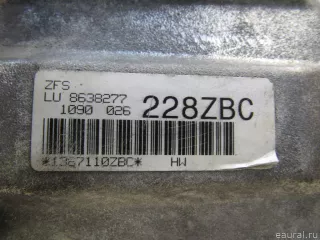 ZFS
LU 8638277
1090 026 228ZBC
*1367110ZBC* HW
© eaural.ru